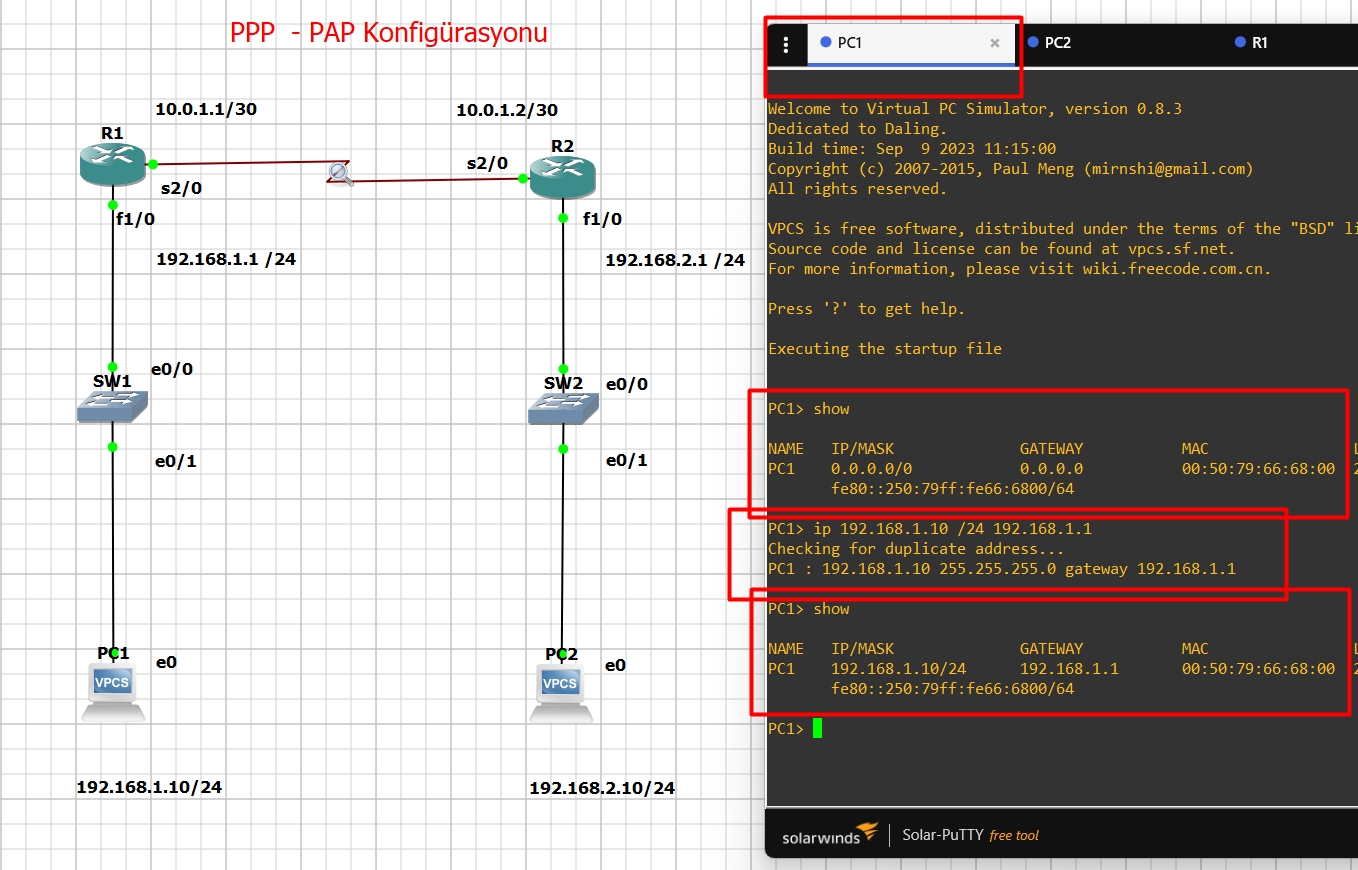 PPP - PAP Konfigürasyonu
10.0.1.1/30
10.0.1.2/30
R1
R2
s2/0
s2/0
f1/0
f1/0
192.168.1.1 /24
192.168.2.1 /24
e0/0
SW1
SW2
e0/0
e0/1
e0/1
PC1
e0
PC2
e0
VPCS
VPCS
192.168.1.10/24
192.168.2.10/24
PC1
PC2
R1
Welcome to Virtual PC Simulator, version 0.8.3
Dedicated to Daling.
Build time: Sep  9 2023 11:15:00
Copyright (c) 2007-2015, Paul Meng (mirnshi@gmail.com)
All rights reserved.
VPCS is free software, distributed under the terms of the "BSD" li
Source code and license can be found at vpcs.sf.net.
For more information, please visit wiki.freecode.com.cn.
Press '?' to get help.
Executing the startup file
PC1> show
NAME   IP/MASK              GATEWAY           MAC
PC1    0.0.0.0/0            0.0.0.0           00:50:79:66:68:00
fe80::250:79ff:fe66:6800/64
PC1> ip 192.168.1.10 /24 192.168.1.1
Checking for duplicate address...
PC1 : 192.168.1.10 255.255.255.0 gateway 192.168.1.1
PC1> show
NAME   IP/MASK              GATEWAY           MAC
PC1    192.168.1.10/24      192.168.1.1       00:50:79:66:68:00
fe80::250:79ff:fe66:6800/64
PC1>
solarwinds
Solar-PuTTY free tool